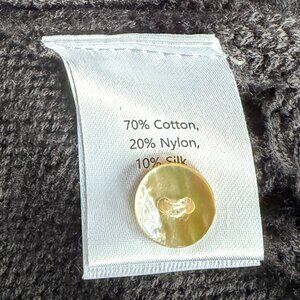 70% Cotton,
20% Nylon,
10% Silk